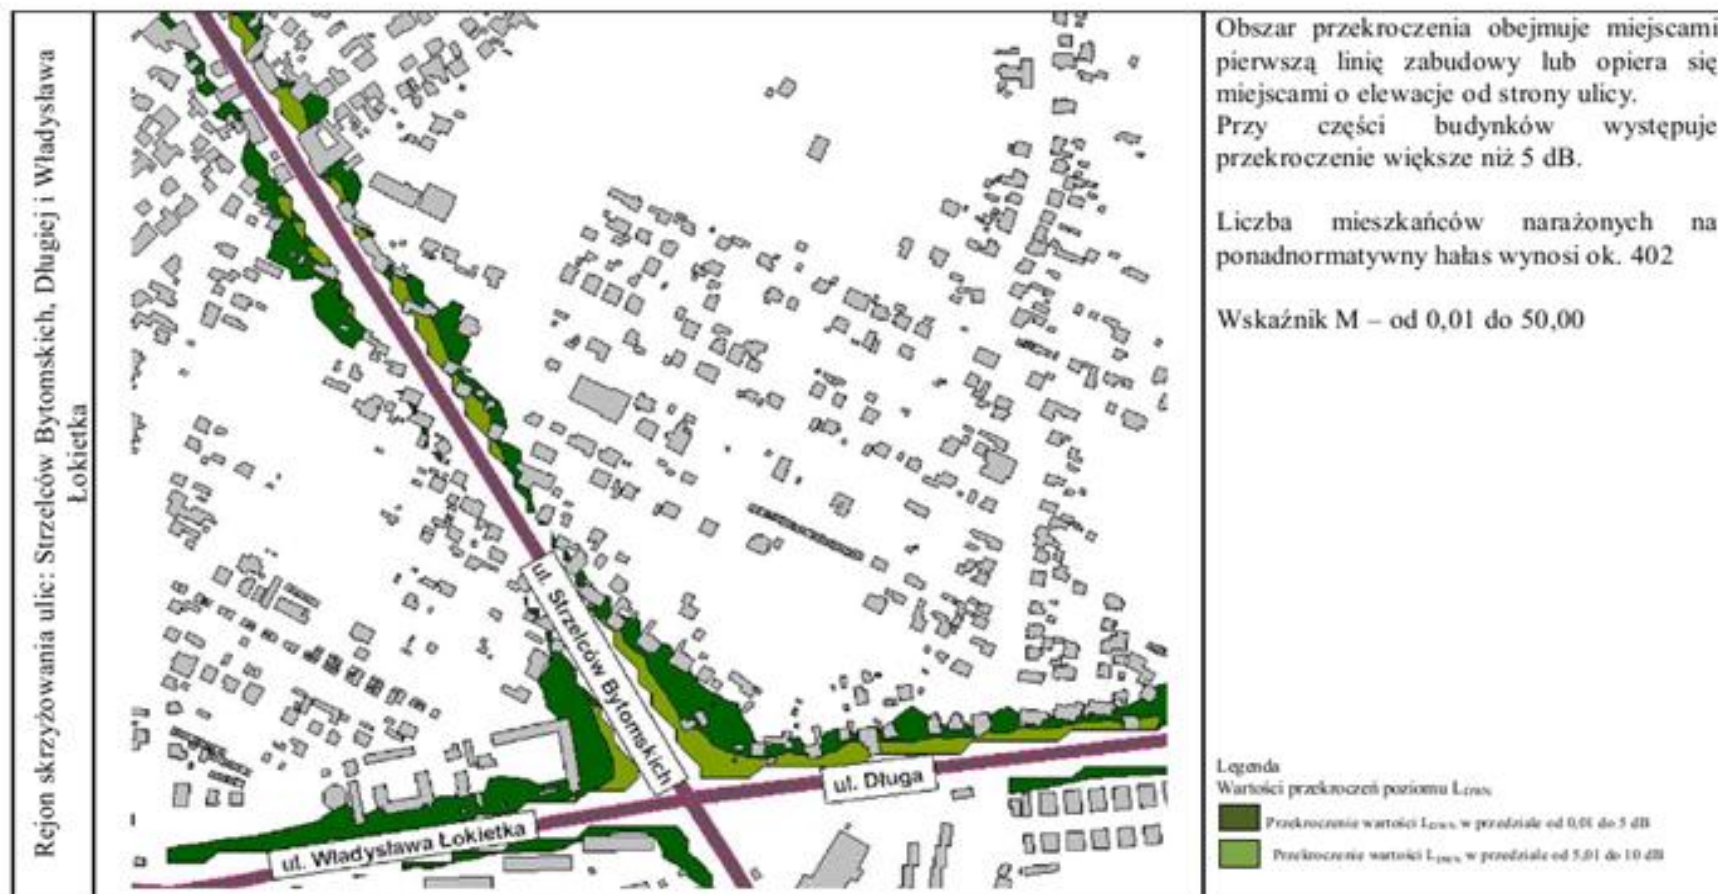 Rejon skrzyżowania ulic: Strzelców Bytomskich, Długiej i Władysława
Łokietka
ul. Strzelców Bytomskich
ul. Długa
ul. Władysława Łokietka
Obszar przekroczenia obejmuje miejscami
pierwszą linię zabudowy lub opiera się
miejscami o elewacje od strony ulicy.
Przy części budynków występuje
przekroczenie większe niż 5 dB.
Liczba mieszkańców narażonych na
ponadnormatywny hałas wynosi ok. 402
Wskaźnik M – od 0,01 do 50,00
Legenda
Wartości przekroczeń poziomu LDWN
Przekroczenie wartości LDWN w przedziale od 0,01 do 5 dB
Przekroczenie wartości LDWN w przedziale od 5,01 do 10 dB